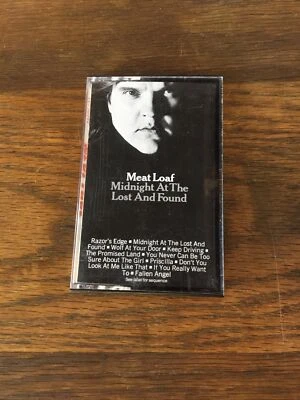 Meat Loaf
Midnight At The
Lost And Found
Razor's Edge ■ Midnight At The Lost And
Found ■ Wolf At Your Door ■ Keep Driving ■
The Promised Land ■ You Never Can Be Too
Sure About The Girl ■ Priscilla ■ Don't You
Look At Me Like That ■ If You Really Want
To ■ Fallen Angel
See label for sequence.